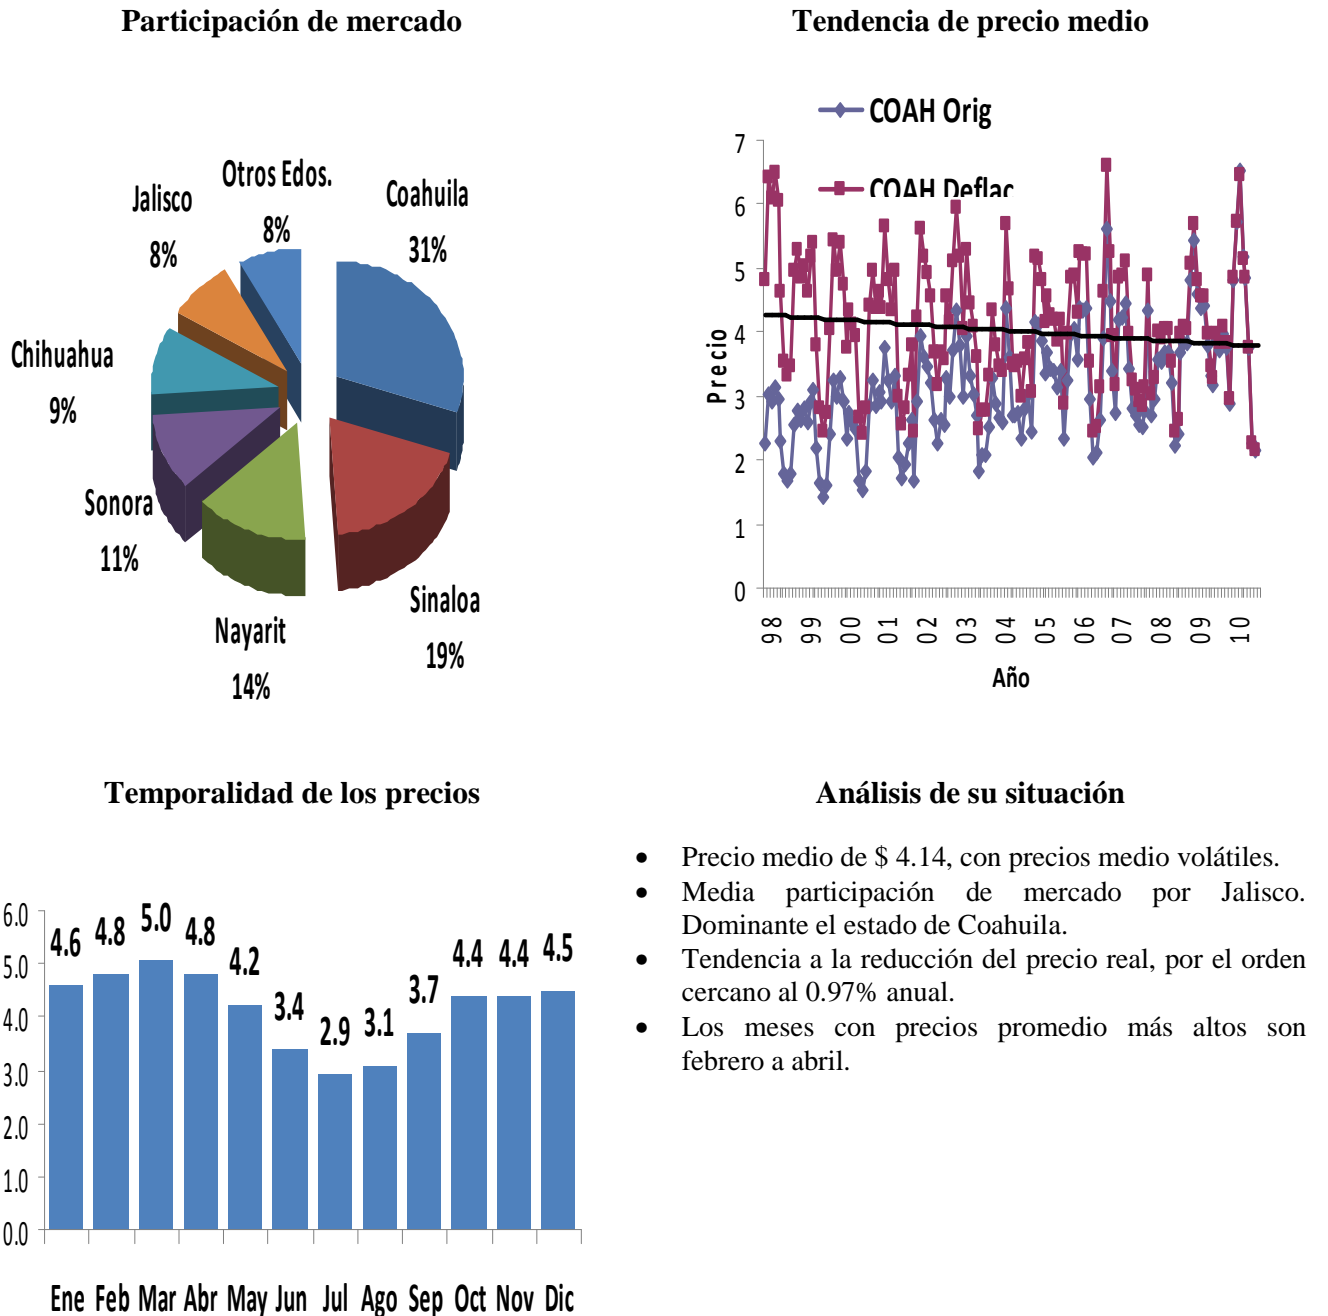 Participación de mercado
Otros Edos.
8%
Coahuila
31%
Jalisco
8%
Chihuahua
9%
Sonora
11%
Nayarit
14%
Sinaloa
19%
Tendencia de precio medio
COAH Orig
COAH Deflac
7
6
5
4
3
2
1
0
Precio
98 99 00 01 02 03 04 05 06 07 08 09 10
Año
Temporalidad de los precios
6.0
5.0
4.0
3.0
2.0
1.0
0.0
4.6 4.8 5.0 4.8 4.2 3.4 2.9 3.1 3.7 4.4 4.4 4.5
Ene Feb Mar Abr May Jun Jul Ago Sep Oct Nov Dic
Análisis de su situación
• Precio medio de $ 4.14, con precios medio volátiles.
• Media participación de mercado por Jalisco.
Dominante el estado de Coahuila.
• Tendencia a la reducción del precio real, por el orden
cercano al 0.97% anual.
• Los meses con precios promedio más altos son
febrero a abril.